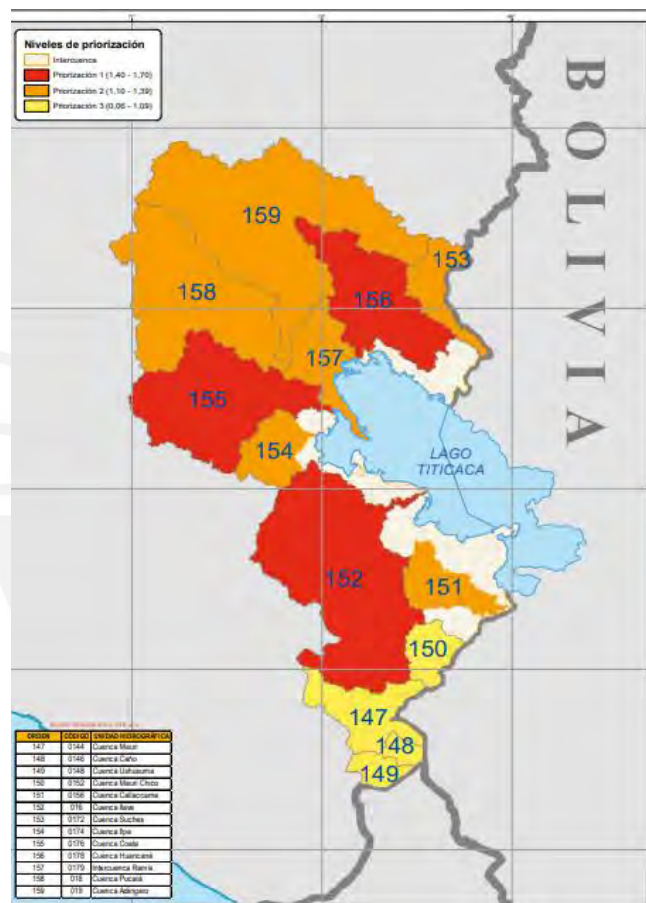 Niveles de priorización
Intercuenca
Priorización 1 (1,40 - 1,70)
Priorización 2 (1,10 - 1,39)
Priorización 3 (0,06 - 1,09)
BOLIVIA
159
153
156
158
157
155
154
LAGO
TITICACA
152
151
150
147
148
149
ORDEN CÓDIGO UNIDAD HIDROGRÁFICA
147 0144 Cuenca Mauri
148 0146 Cuenca Caño
149 0148 Cuenca Ushusuma
150 0152 Cuenca Mauri Chico
151 0156 Cuenca Callaccame
152 016 Cuenca Ilave
153 0172 Cuenca Suches
154 0174 Cuenca Illpa
155 0176 Cuenca Coata
156 0178 Cuenca Huancané
157 0179 Intercuenca Ramis
158 018 Cuenca Pucará
159 019 Cuenca Azángaro